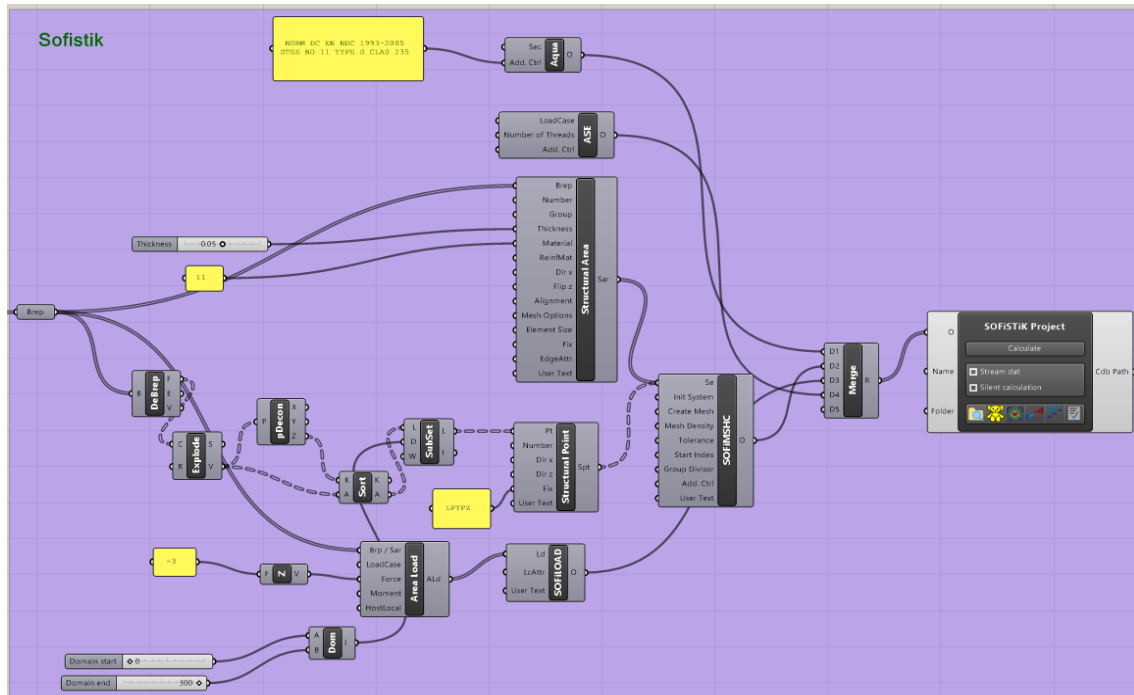 Sofistik
NORM DC EN NDC 1993-2005
STEE NO 11 TYPE S CLAS 235
Sec
Add. Ctrl
Aqua
O
LoadCase
Number of Threads
Add. Ctrl
ASE
O
Brep
Number
Group
Thickness
Material
ReinfMat
Dir x
Flip z
Alignment
Mesh Options
Element Size
Fix
EdgeAttr
User Text
Structural Area
Sar
Thickness
0.05
11
Brep
B
DeBrep
F
E
V
C
R
Explode
S
V
P
pDecon
X
Y
Z
K
A
Sort
K
A
L
D
W
SubSet
L
I
Pt
Number
Dir x
Dir z
Fix
User Text
Structural Point
Spt
LPYPZ
Se
Init System
Create Mesh
Mesh Density
Tolerance
Start Index
Group Divisor
Add. Ctrl
User Text
SOFiMSHC
O
D1
D2
D3
D4
D5
Merge
R
O
Name
Folder
SOFiSTiK Project
Calculate
Stream dat
Silent calculation
Cdb Path
-3
F
Z
V
Brp / Sar
LoadCase
Force
Moment
HostLocal
Area Load
ALd
Ld
LcAttr
User Text
SOFiLOAD
O
A
B
Dom
I
Domain start
0
Domain end
300